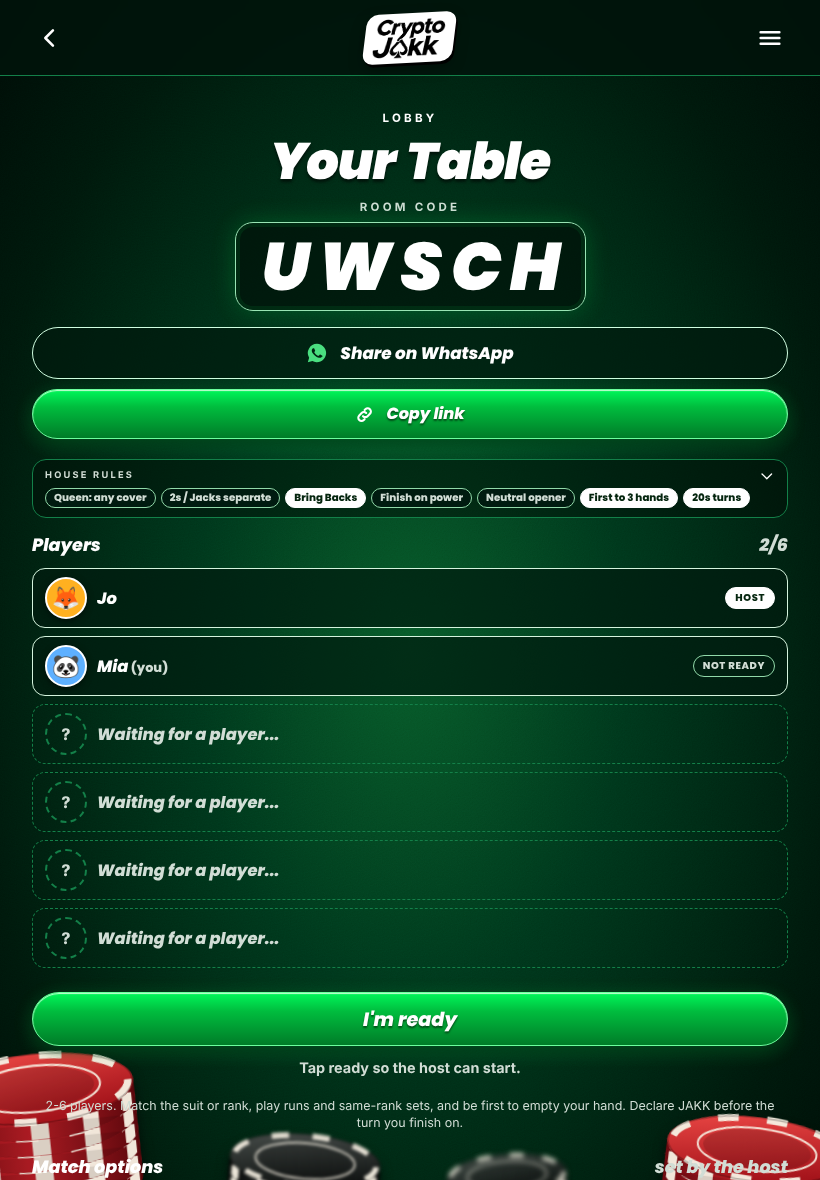 Crypto
Jakk
LOBBY
Your Table
ROOM CODE
UWSCH
Share on WhatsApp
Copy link
HOUSE RULES
Queen: any cover 2s / Jacks separate Bring Backs Finish on power Neutral opener First to 3 hands 20s turns
Players 2/6
Jo HOST
Mia (you) NOT READY
? Waiting for a player...
? Waiting for a player...
? Waiting for a player...
? Waiting for a player...
I'm ready
Tap ready so the host can start.
2-6 players. Match the suit or rank, play runs and same-rank sets, and be first to empty your hand. Declare JAKK before the
turn you finish on.
Match options set by the host